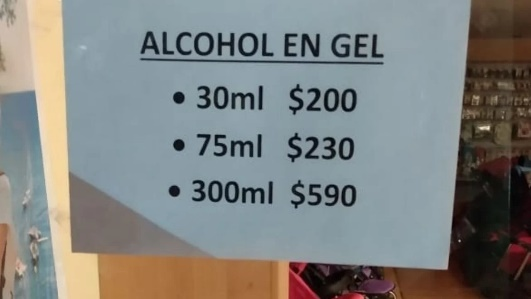 ALCOHOL EN GEL
• 30ml $200
• 75ml $230
• 300ml $590